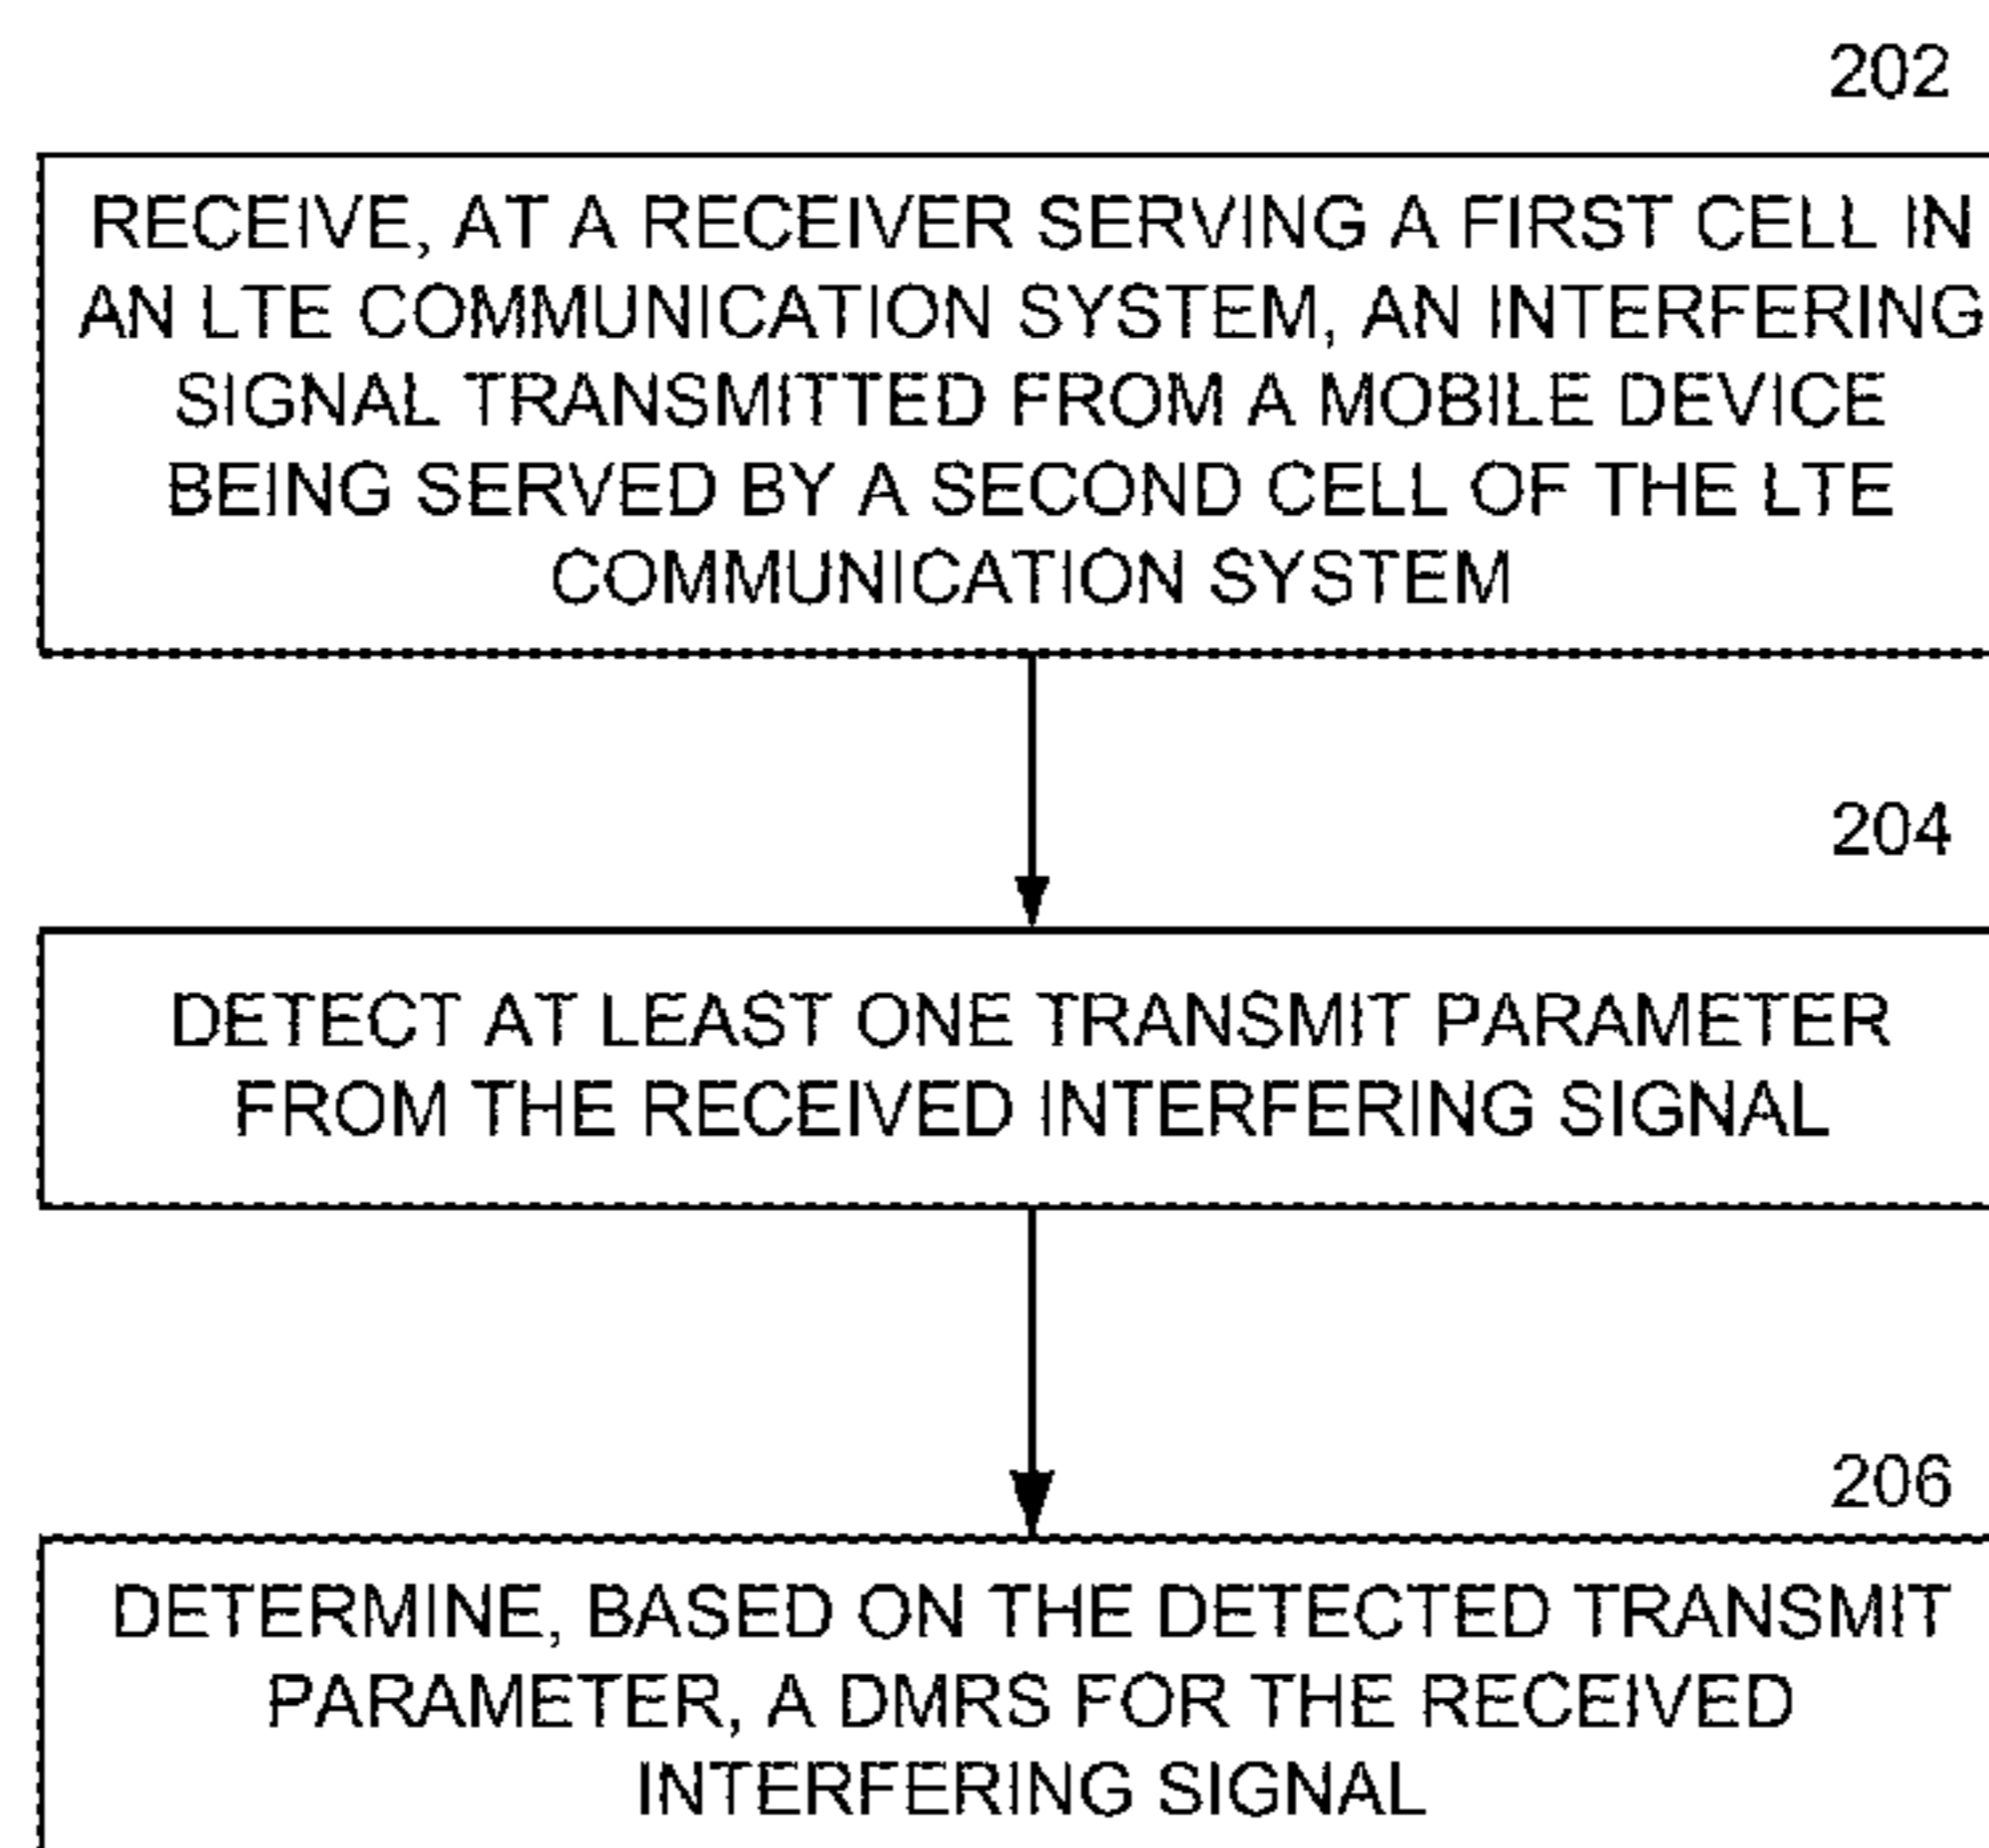 202
RECEIVE, AT A RECEIVER SERVING A FIRST CELL IN
AN LTE COMMUNICATION SYSTEM, AN INTERFERING
SIGNAL TRANSMITTED FROM A MOBILE DEVICE
BEING SERVED BY A SECOND CELL OF THE LTE
COMMUNICATION SYSTEM
204
DETECT AT LEAST ONE TRANSMIT PARAMETER
FROM THE RECEIVED INTERFERING SIGNAL
206
DETERMINE, BASED ON THE DETECTED TRANSMIT
PARAMETER, A DMRS FOR THE RECEIVED
INTERFERING SIGNAL